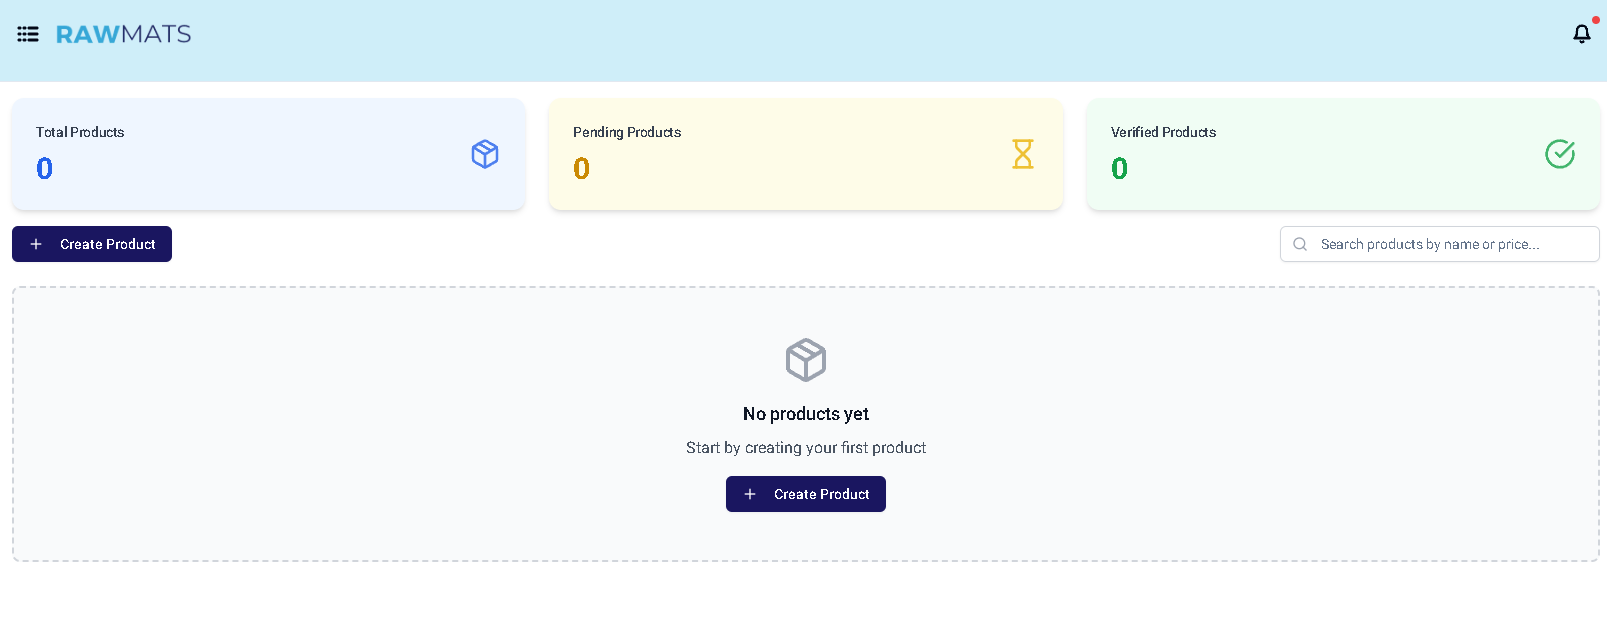 RAWMATS
Total Products
0
Pending Products
0
Verified Products
0
Create Product
Search products by name or price...
No products yet
Start by creating your first product
Create Product